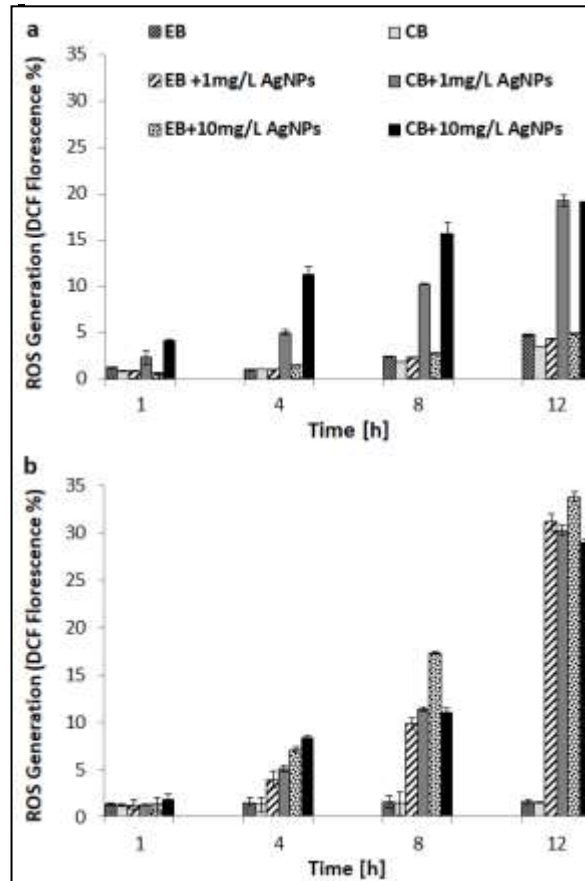 a
EB CB
EB +1mg/L AgNPs CB+1mg/L AgNPs
EB+10mg/L AgNPs CB+10mg/L AgNPs
ROS Generation (DCF Florescence %)
35
30
25
20
15
10
5
0
1 4 8 12
Time [h]
b
ROS Generation (DCF Florescence %)
35
30
25
20
15
10
5
0
1 4 8 12
Time [h]